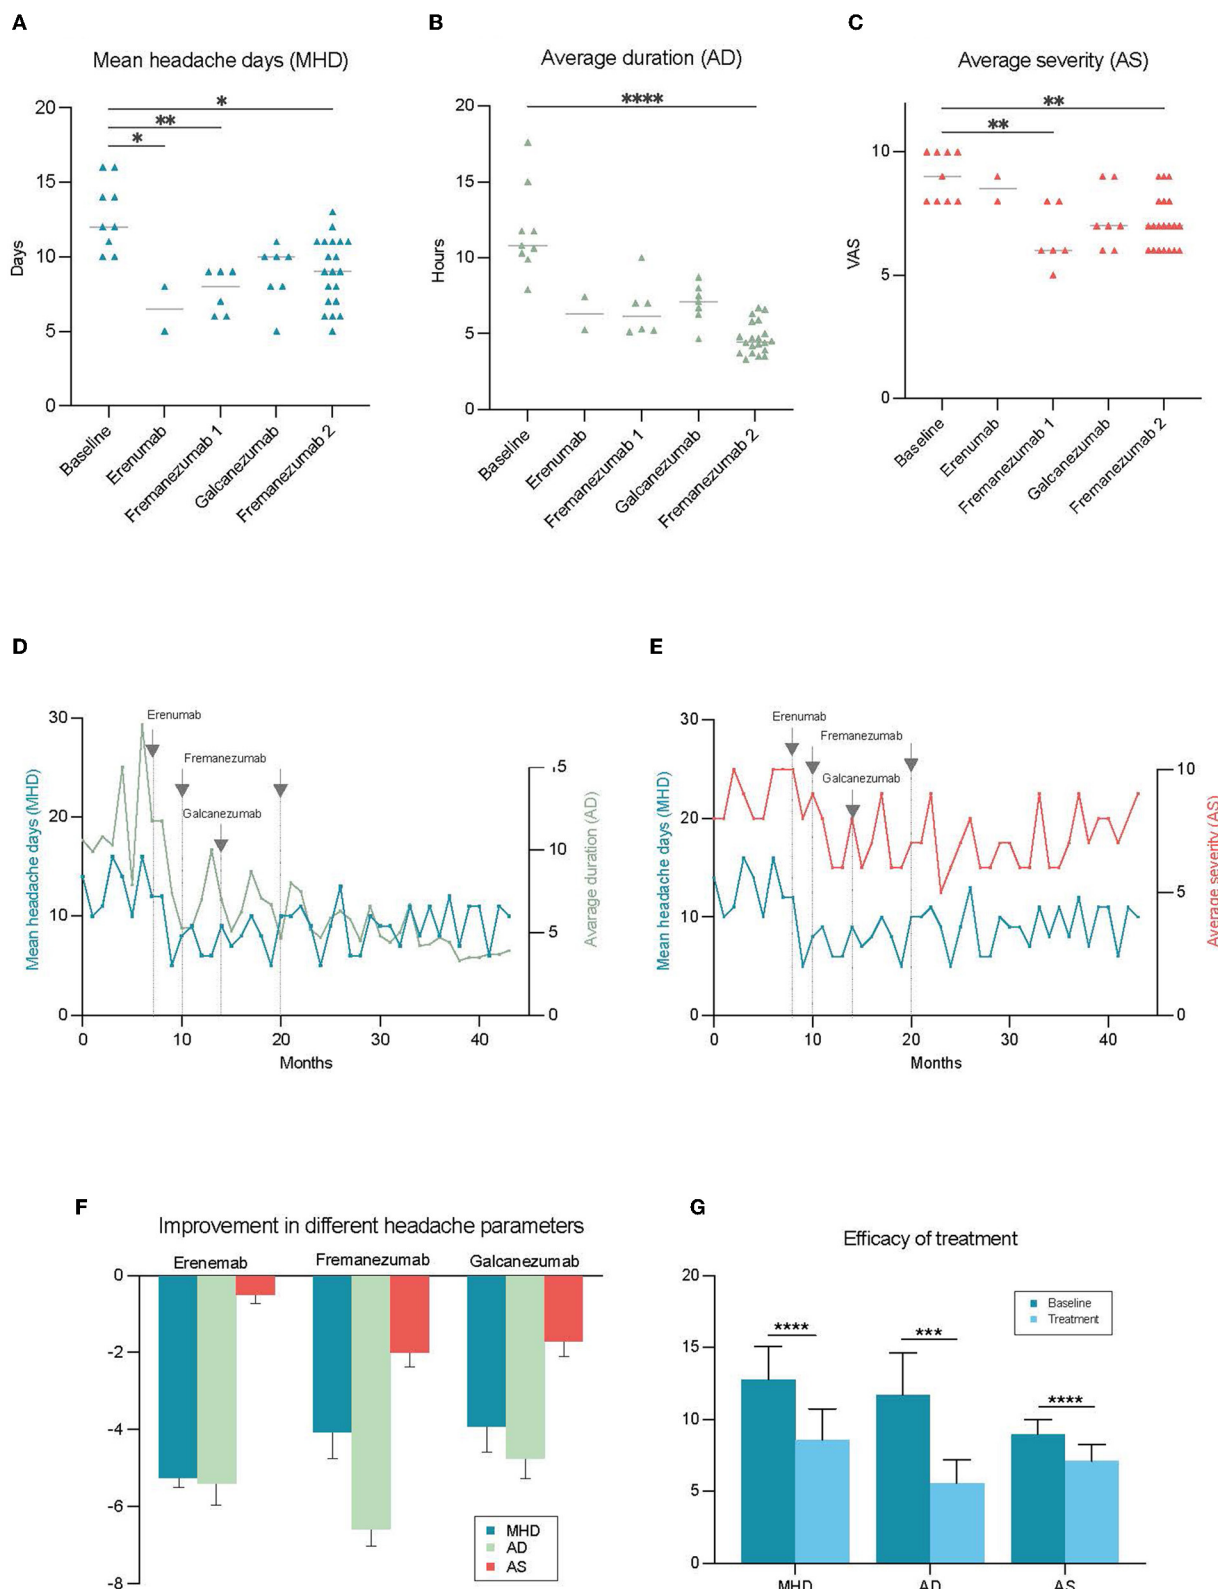 A
B
C
Mean headache days (MHD)
Average duration (AD)
Average severity (AS)
20
15
10
5
0
Days
*
**
*
Baseline
Erenumab
Fremanezumab 1
Galcanezumab
Fremanezumab 2
20
15
10
5
0
Hours
****
Baseline
Erenumab
Fremanezumab 1
Galcanezumab
Fremanezumab 2
10
5
0
VAS
**
**
Baseline
Erenumab
Fremanezumab 1
Galcanezumab
Fremanezumab 2
D
E
30
20
10
0
Mean headache days (MHD)
Erenumab
Fremanezumab
Galcanezumab
15
10
5
0
Avarage duration (AD)
0
10
20
30
40
Months
30
20
10
0
Mean headache days (MHD)
Erenumab
Fremanezumab
Galcanezumab
10
5
0
Average severity (AS)
0
10
20
30
40
Months
F
G
Improvement in different headache parameters
Erenemab
Fremanezumab
Galcanezumab
0
-2
-4
-6
-8
MHD
AD
AS
Efficacy of treatment
20
15
10
5
0
Baseline
Treatment
****
***
****
MHD
AD
AS